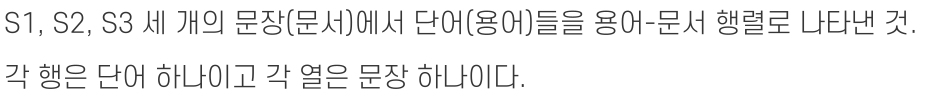 S1, S2, S3 세 개의 문장(문서)에서 단어(용어)들을 용어-문서 행렬로 나타낸 것.
각 행은 단어 하나이고 각 열은 문장 하나이다.